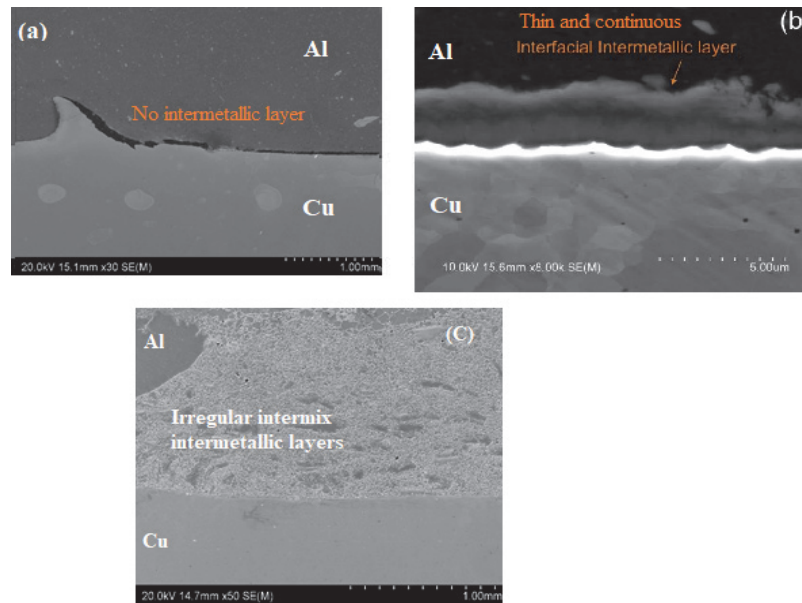 (a)
Al
No intermetallic layer
Cu
20.0kV 15.1mm x30 SE(M)
1.00mm
Thin and continuous
(b
Al
Interfacial Intermetallic layer
Cu
10.0kV 15.6mm x8.00k SE(M)
5.00um
Al
(C)
Irregular intermix
intermetallic layers
Cu
20.0kV 14.7mm x50 SE(M)
1.00mm